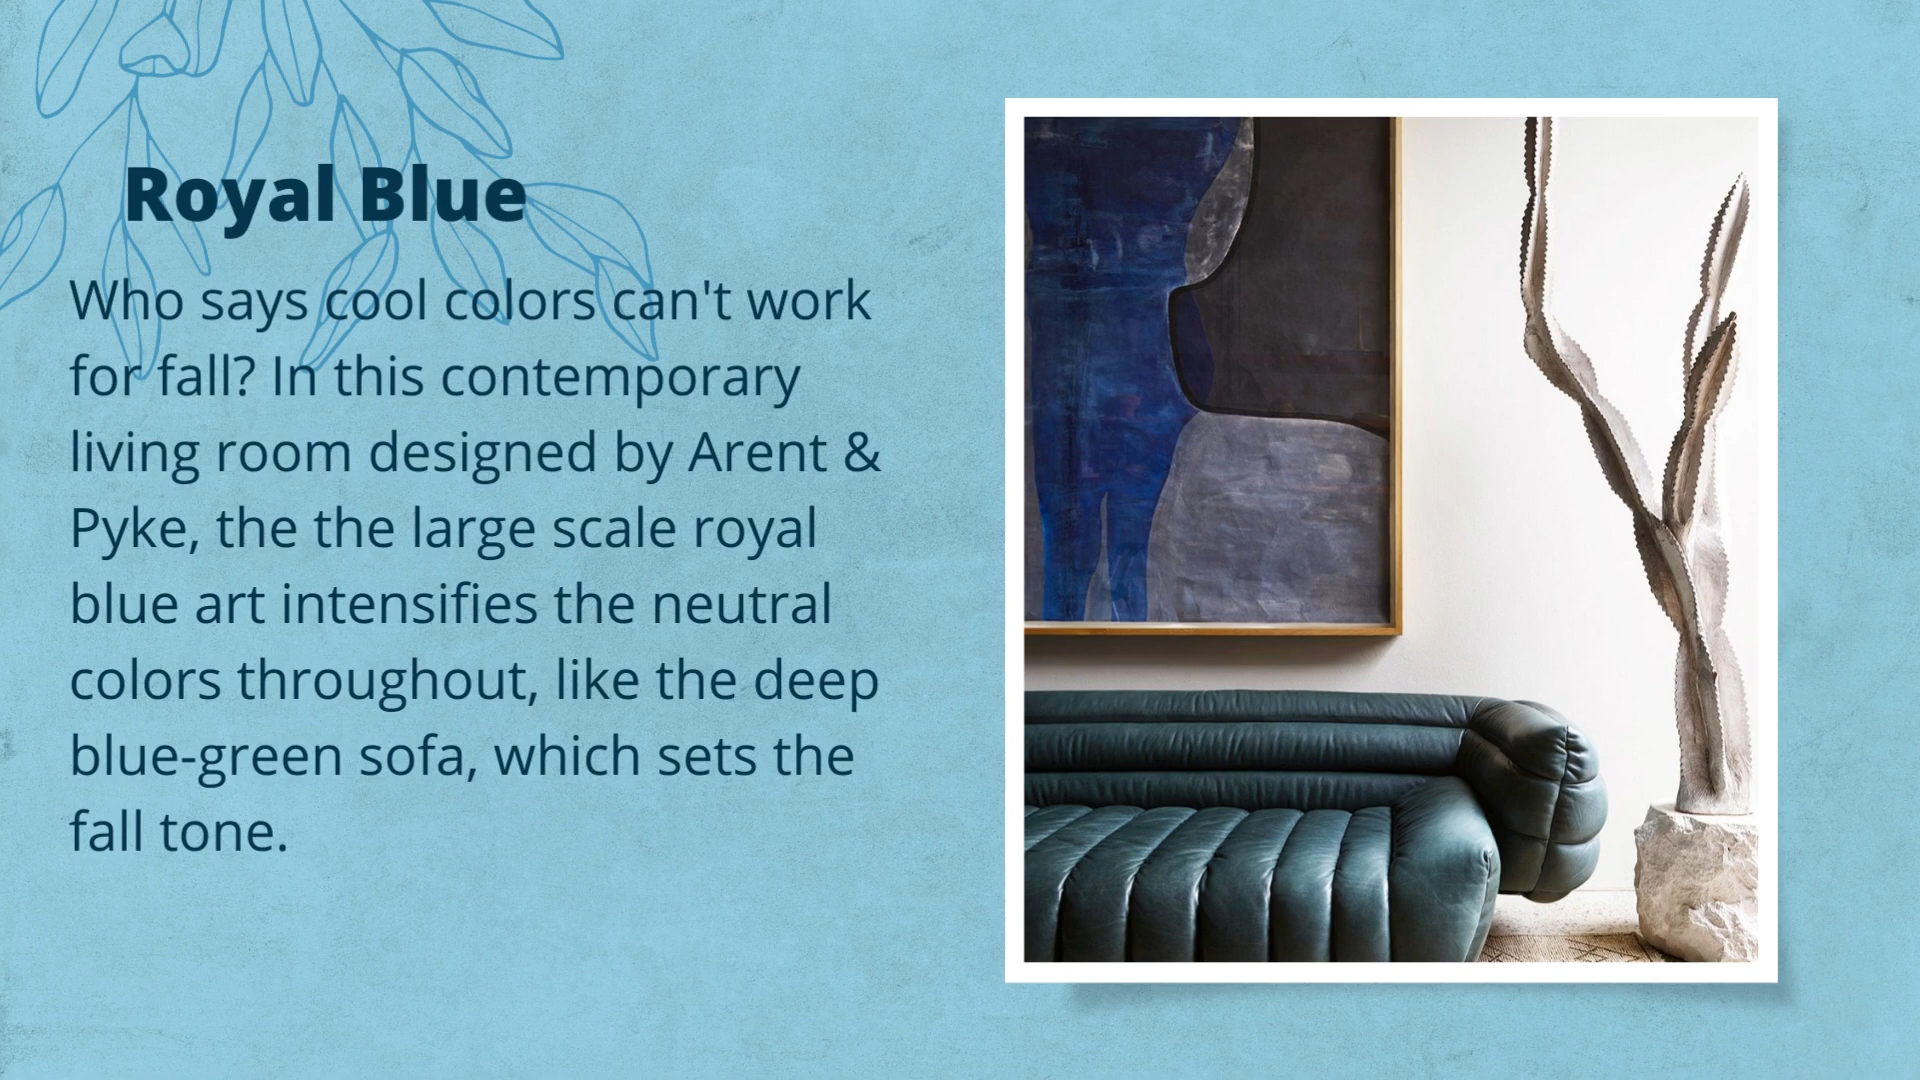 Royal Blue
Who says cool colors can't work
for fall? In this contemporary
living room designed by Arent &
Pyke, the the large scale royal
blue art intensifies the neutral
colors throughout, like the deep
blue-green sofa, which sets the
fall tone.